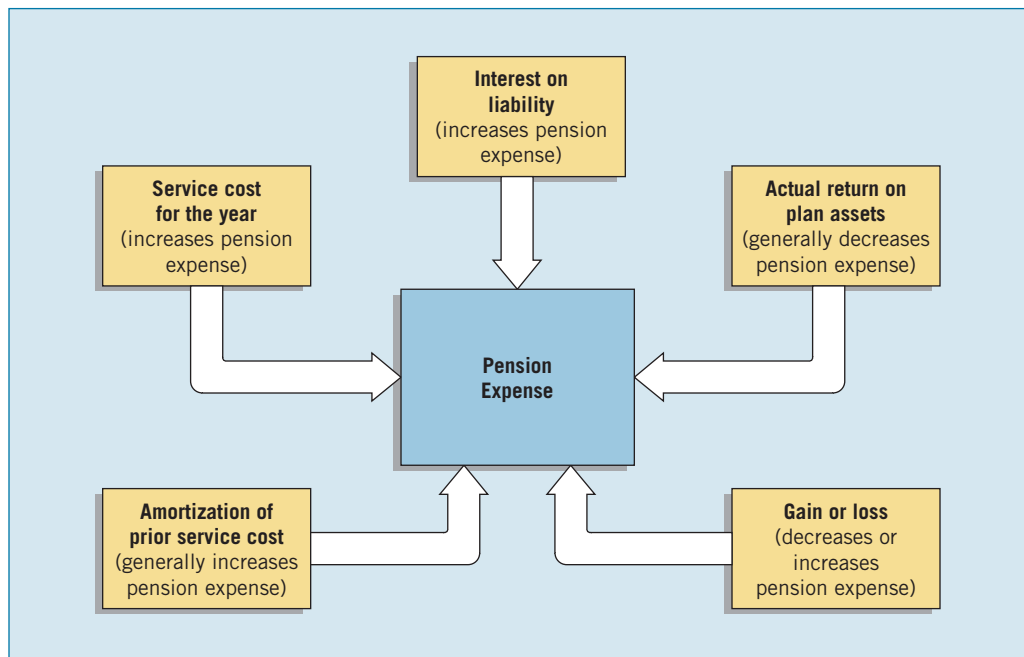 Interest on
liability
(increases pension
expense)
Service cost
for the year
(increases pension
expense)
Actual return on
plan assets
(generally decreases
pension expense)
Pension
Expense
Amortization of
prior service cost
(generally increases
pension expense)
Gain or loss
(decreases or
increases
pension expense)